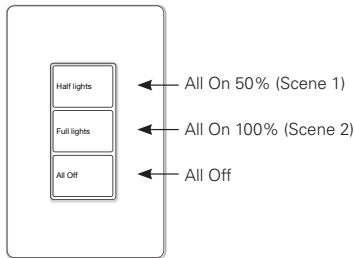 Half lights
All On 50% (Scene 1)
Full lights
All On 100% (Scene 2)
All Off
All Off